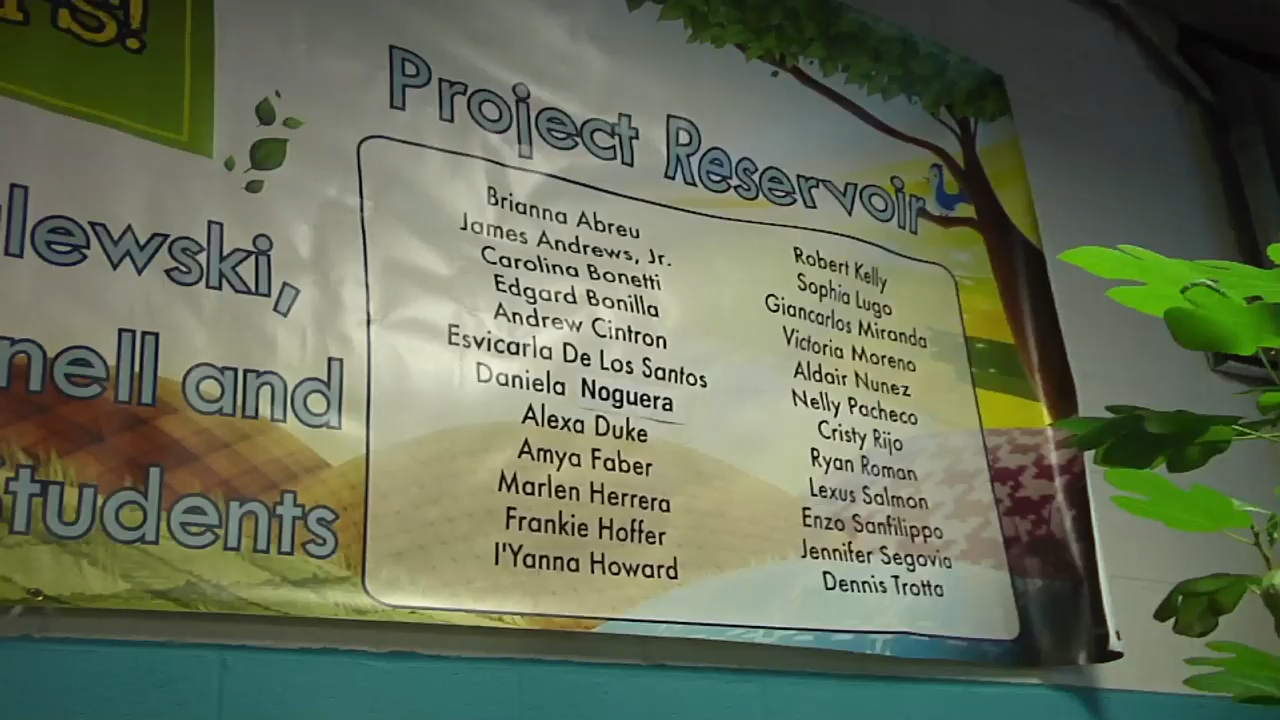 Project Reservoir
Brianna Abreu
James Andrews, Jr.
Carolina Bonetti
Edgard Bonilla
Andrew Cintron
Esvicarla De Los Santos
Daniela Noguera
Alexa Duke
Amya Faber
Marlen Herrera
Frankie Hoffer
I'Yanna Howard
Robert Kelly
Sophia Lugo
Giancarlos Miranda
Victoria Moreno
Aldair Nunez
Nelly Pacheco
Cristy Rijo
Ryan Roman
Lexus Salmon
Enzo Sanfilippo
Jennifer Segovia
Dennis Trotta
lewski,
nell and
tudents